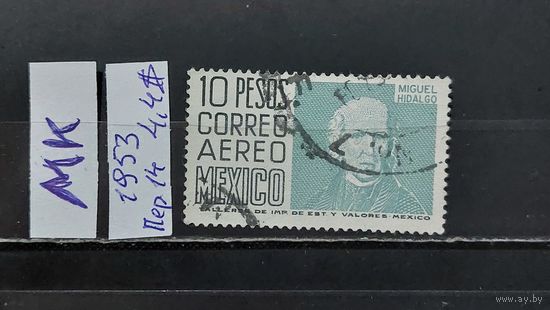 МК
1953
Пер 14
4,4$
10 PESOS
CORREO
AEREO
MEXICO
MIGUEL
HIDALGO
TALLERES DE IMP. DE EST. Y VALORES-MEXICO
www.ay.by